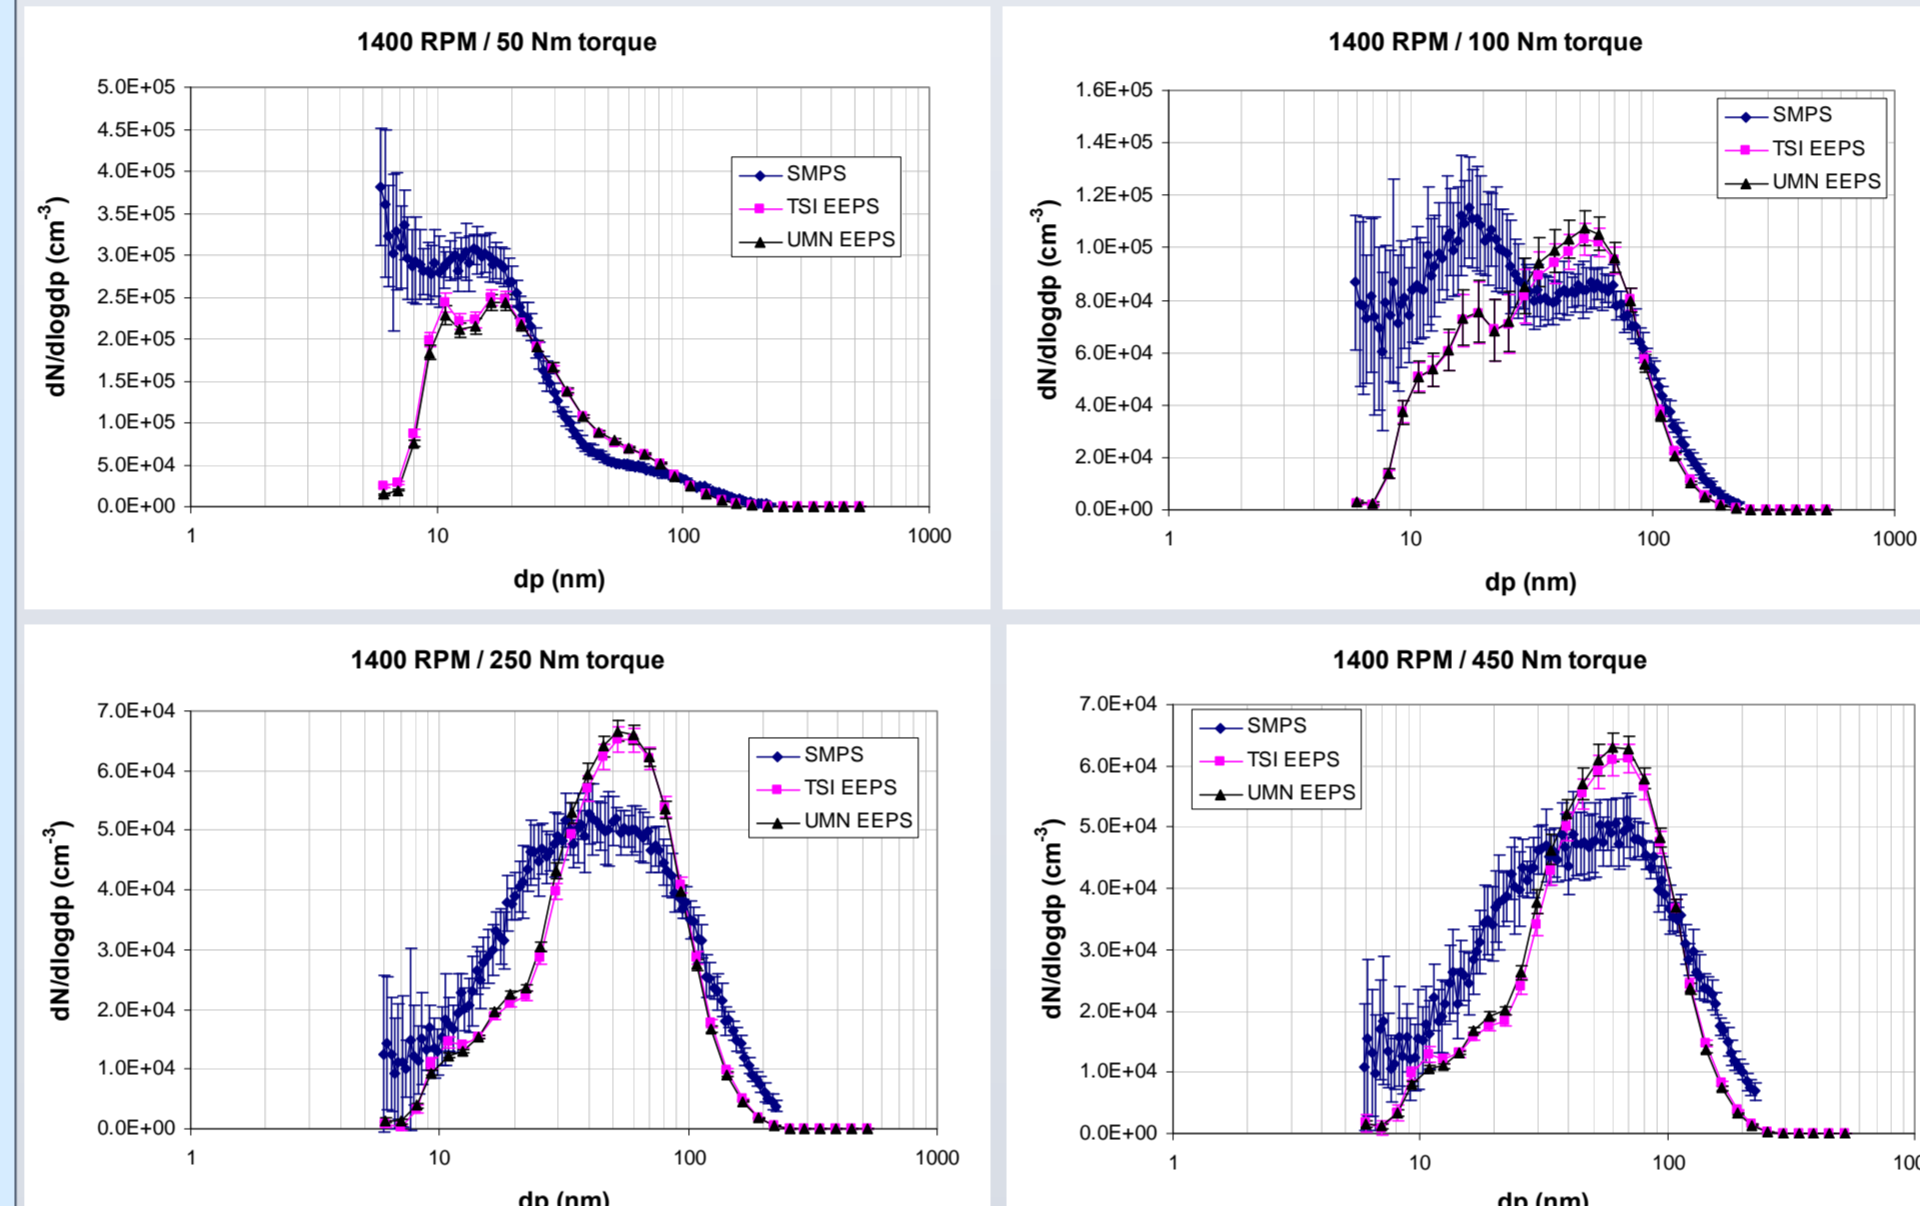 1400 RPM / 50 Nm torque
5.0E+05
4.5E+05
4.0E+05
3.5E+05
3.0E+05
2.5E+05
2.0E+05
1.5E+05
1.0E+05
5.0E+04
0.0E+00
dN/dlogdp (cm⁻³)
SMPS
TSI EEPS
UMN EEPS
1 10 100 1000
dp (nm)
1400 RPM / 100 Nm torque
1.6E+05
1.4E+05
1.2E+05
1.0E+05
8.0E+04
6.0E+04
4.0E+04
2.0E+04
0.0E+00
dN/dlogdp (cm⁻³)
SMPS
TSI EEPS
UMN EEPS
1 10 100 1000
dp (nm)
1400 RPM / 250 Nm torque
7.0E+04
6.0E+04
5.0E+04
4.0E+04
3.0E+04
2.0E+04
1.0E+04
0.0E+00
dN/dlogdp (cm⁻³)
SMPS
TSI EEPS
UMN EEPS
1 10 100 1000
dp (nm)
1400 RPM / 450 Nm torque
7.0E+04
6.0E+04
5.0E+04
4.0E+04
3.0E+04
2.0E+04
1.0E+04
0.0E+00
dN/dlogdp (cm⁻³)
SMPS
TSI EEPS
UMN EEPS
1 10 100
dp (nm)